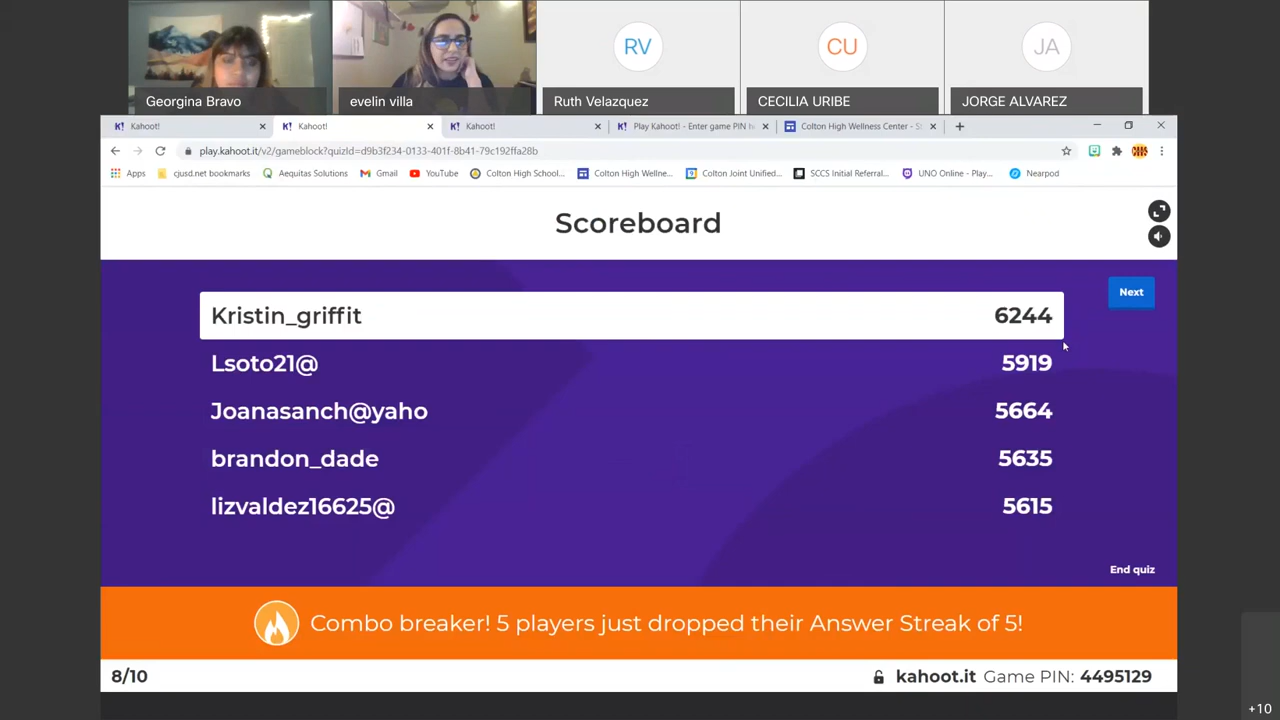 RV
CU
JA
Georgina Bravo
evelin villa
Ruth Velazquez
CECILIA URIBE
JORGE ALVAREZ
K! Kahoot!
K! Kahoot!
K! Kahoot!
K! Play Kahoot! - Enter game PIN h
Colton High Wellness Center - S
play.kahoot.it/v2/gameblock?quizId=d9b3f234-0133-401f-8b41-79c192ffa28b
Apps
cjusd.net bookmarks
Aequitas Solutions
Gmail
YouTube
Colton High School...
Colton High Wellne...
Colton Joint Unified...
SCCS Initial Referral...
UNO Online - Play...
Nearpod
Scoreboard
Next
Kristin_griffit 6244
Lsoto21@ 5919
Joanasanch@yaho 5664
brandon_dade 5635
lizvaldez16625@ 5615
End quiz
Combo breaker! 5 players just dropped their Answer Streak of 5!
8/10
kahoot.it Game PIN: 4495129
+10